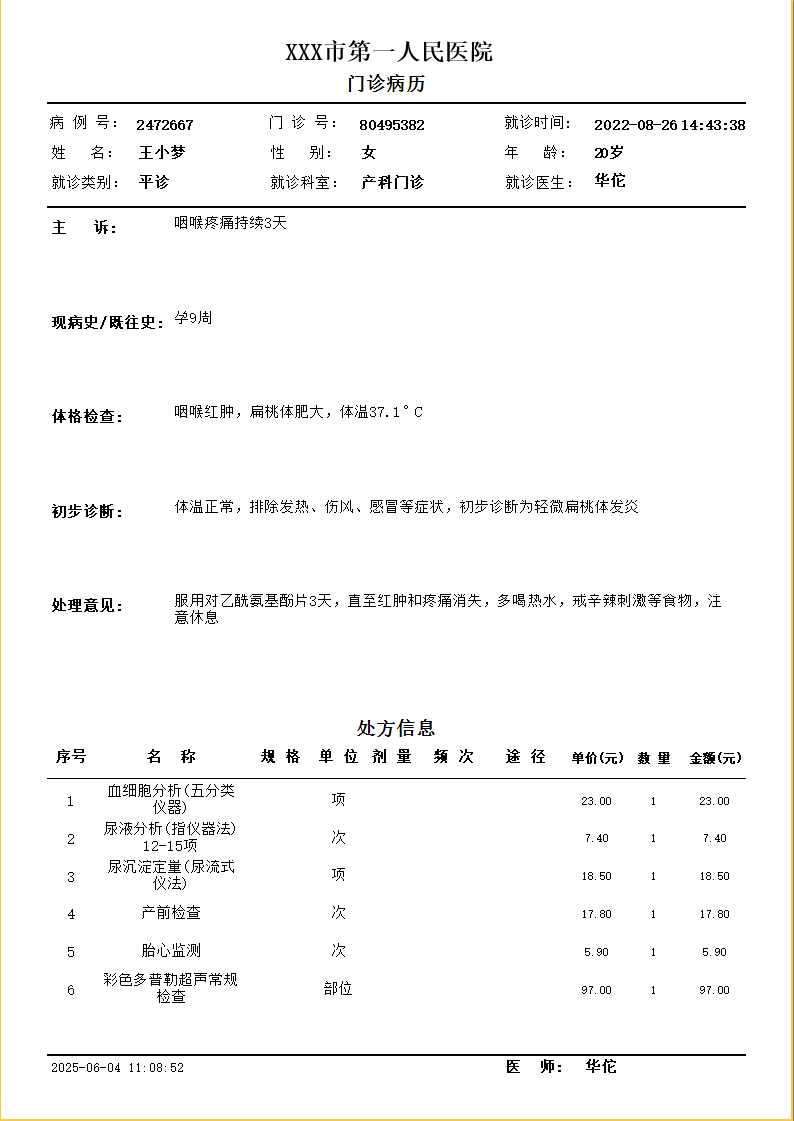 XXX市第一人民医院
门诊病历
病 例 号： 2472667 门 诊 号： 80495382 就诊时间： 2022-08-26 14:43:38
姓 名： 王小梦 性 别： 女 年 龄： 20岁
就诊类别： 平诊 就诊科室： 产科门诊 就诊医生： 华佗
主 诉： 咽喉疼痛持续3天
现病史/既往史： 孕9周
体格检查： 咽喉红肿，扁桃体肥大，体温37.1°C
初步诊断： 体温正常，排除发热、伤风、感冒等症状，初步诊断为轻微扁桃体发炎
处理意见： 服用对乙酰氨基酚片3天，直至红肿和疼痛消失，多喝热水，戒辛辣刺激等食物，注
意休息
处方信息
序号 名 称 规 格 单 位 剂 量 频 次 途 径 单价(元) 数 量 金额(元)
1 血细胞分析(五分类 项 23.00 1 23.00
仪器)
2 尿液分析(指仪器法) 次 7.40 1 7.40
12-15项
3 尿沉淀定量(尿流式 项 18.50 1 18.50
仪法)
4 产前检查 次 17.80 1 17.80
5 胎心监测 次 5.90 1 5.90
6 彩色多普勒超声常规 部位 97.00 1 97.00
检查
2025-06-04 11:08:52 医 师： 华佗